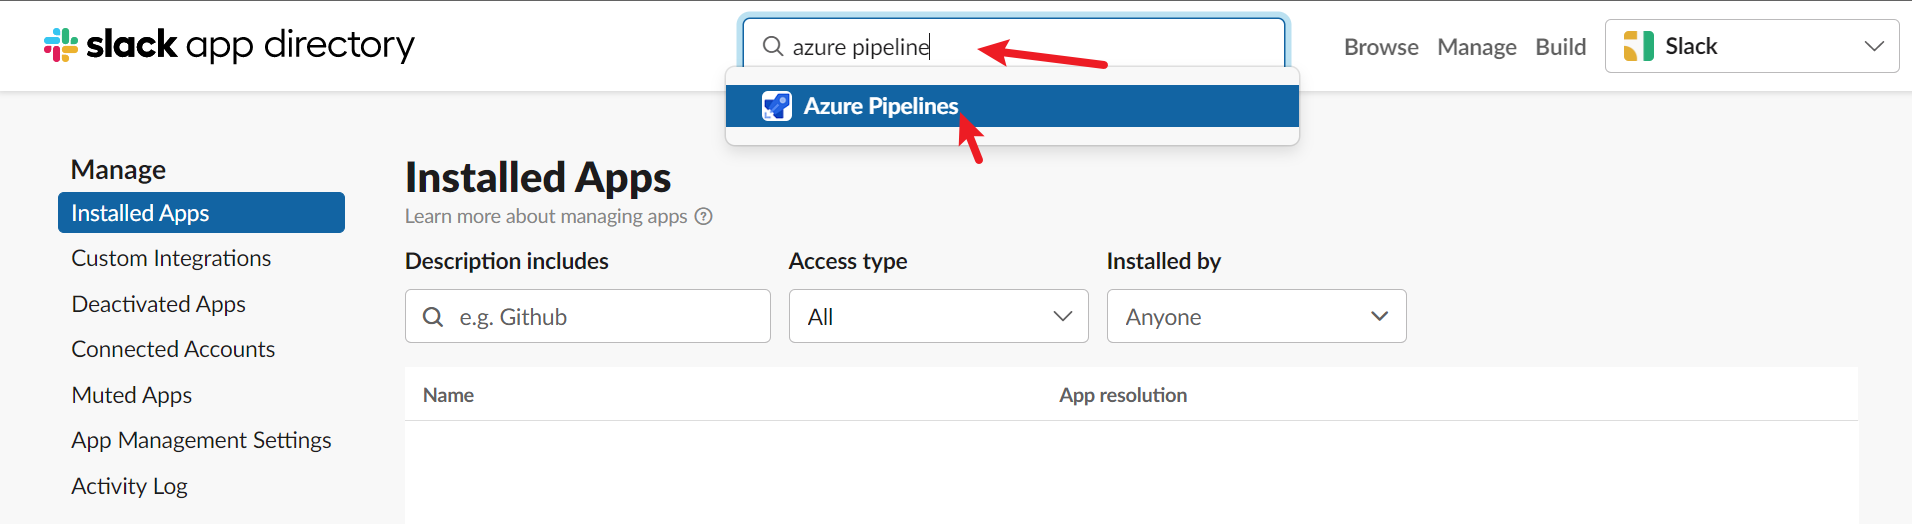 slack app directory
azure pipeline
Browse
Manage
Build
Slack
Azure Pipelines
Manage
Installed Apps
Custom Integrations
Deactivated Apps
Connected Accounts
Muted Apps
App Management Settings
Activity Log
Installed Apps
Learn more about managing apps
Description includes
Access type
Installed by
e.g. Github
All
Anyone
Name
App resolution